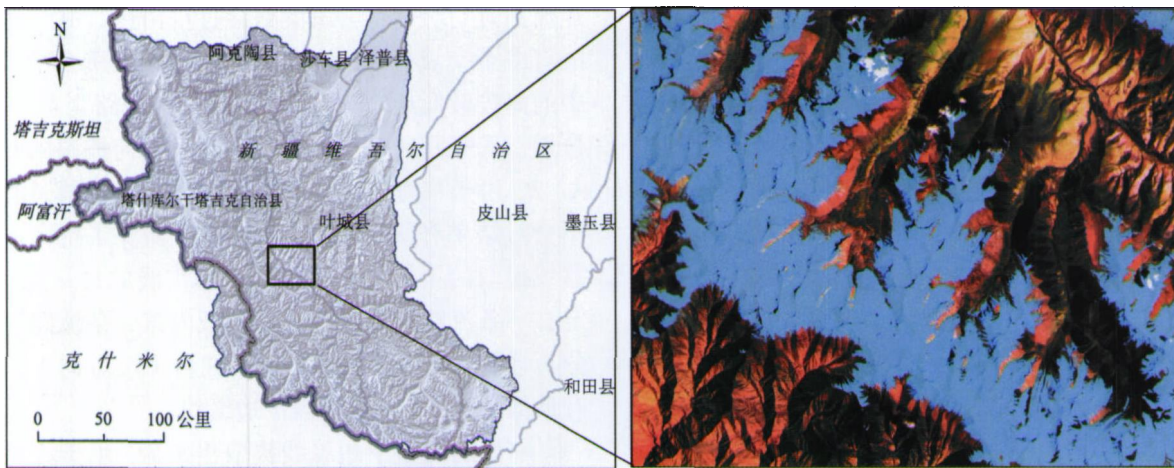 N
阿克陶县
莎车县
泽普县
塔吉克斯坦
新疆维吾尔自治区
阿富汗
塔什库尔干塔吉克自治县
叶城县
皮山县
墨玉县
克什米尔
和田县
0 50 100 公里